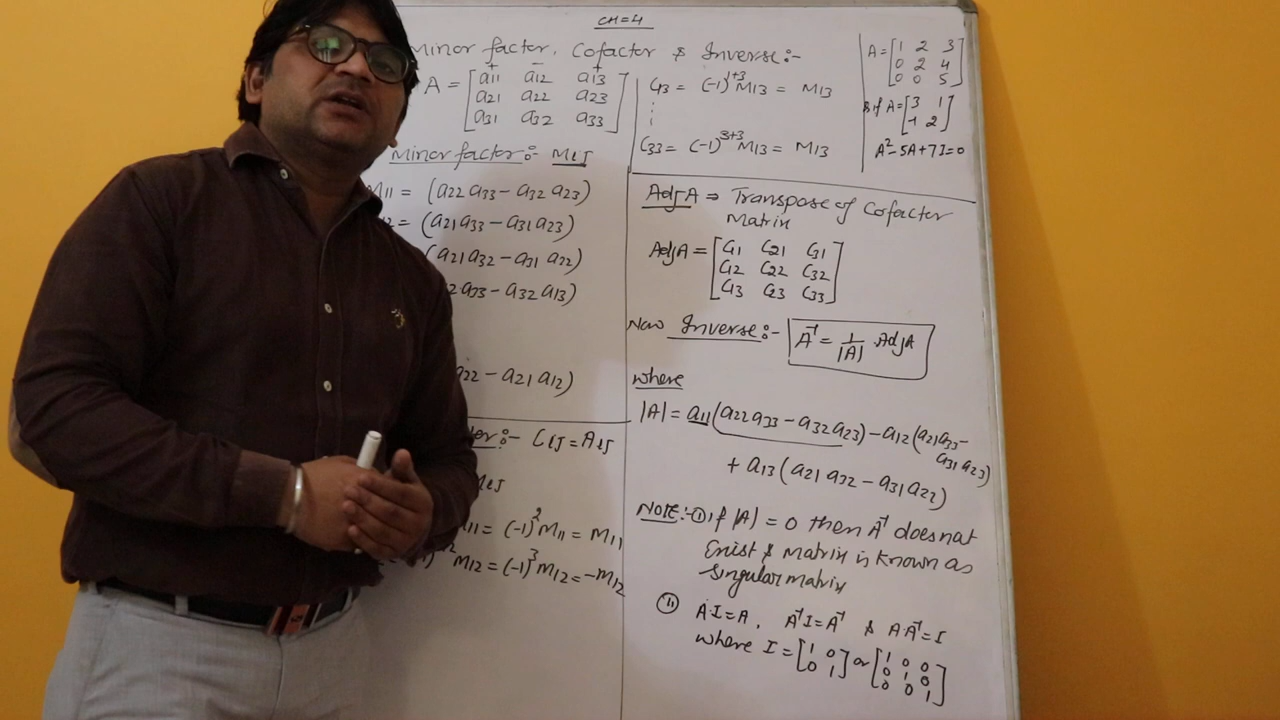 CH=4
Minor factor, Cofactor & Inverse:-
+ - +
A = [a11 a12 a13
a21 a22 a23
a31 a32 a33]
Minor factor:- MiJ
M11 = (a22 a33 - a32 a23)
= (a21 a33 - a31 a23)
(a21 a32 - a31 a22)
a33 - a32 a13)
a22 - a21 a12)
:- CiJ = AiJ
MiJ
= (-1)^2 M11 = M11
M12 = (-1)^3 M12 = -M12
C13 = (-1)^1+3 M13 = M13
⋮
C33 = (-1)^3+3 M13 = M13
Adj A ⇒ Transpose of Cofacter
Matrix
Adj A = [C11 C21 C31
C12 C22 C32
C13 C23 C33]
Now Inverse:- A^-1 = 1/|A| . Adj A
where
|A| = a11(a22 a33 - a32 a23) - a12(a21 a33 -
a31 a23)
+ a13(a21 a32 - a31 a22)
Note:- (i) if |A| = 0 then A^-1 does not
Exist & matrix is known as
singular matrix
(ii) A·I = A, A^-1 I = A^-1 & A·A^-1 = I
where I = [1 0
0 1] or [1 0 0
0 1 0
0 0 1]
A = [1 2 3
0 2 4
0 0 5]
if A = [3 1
-1 2]
A^2 - 5A + 7I = 0